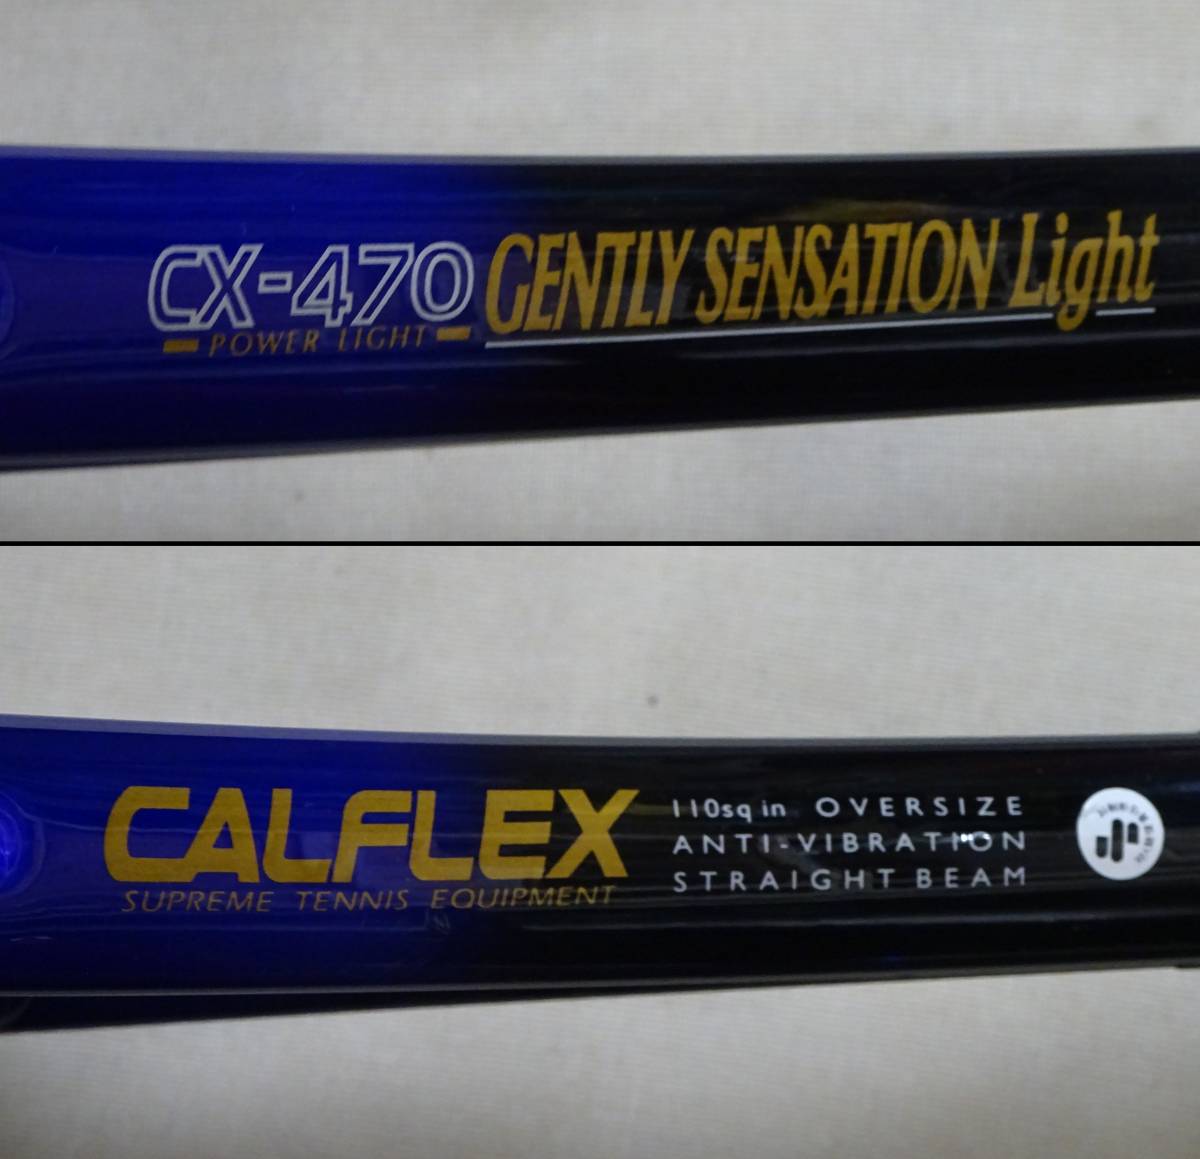 CX-470 GENTLY SENSATION Light
POWER LIGHT
CALFLEX
SUPREME TENNIS EQUIPMENT
110sq in OVERSIZE
ANTI-VIBRATION
STRAIGHT BEAM